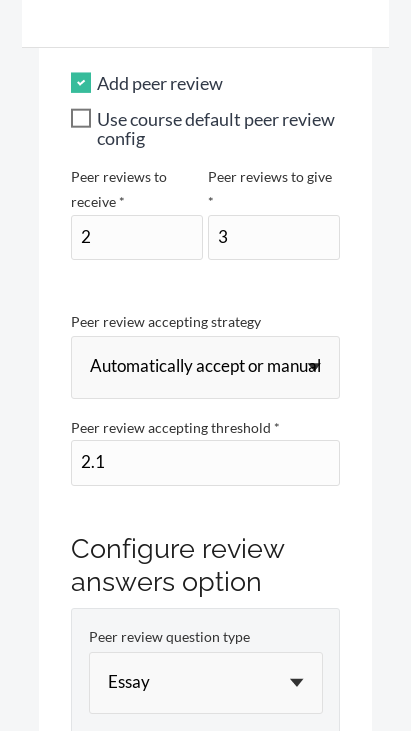 Add peer review
Use course default peer review
config
Peer reviews to
receive *
Peer reviews to give
*
2
3
Peer review accepting strategy
Automatically accept or manual
Peer review accepting threshold *
2.1
Configure review
answers option
Peer review question type
Essay